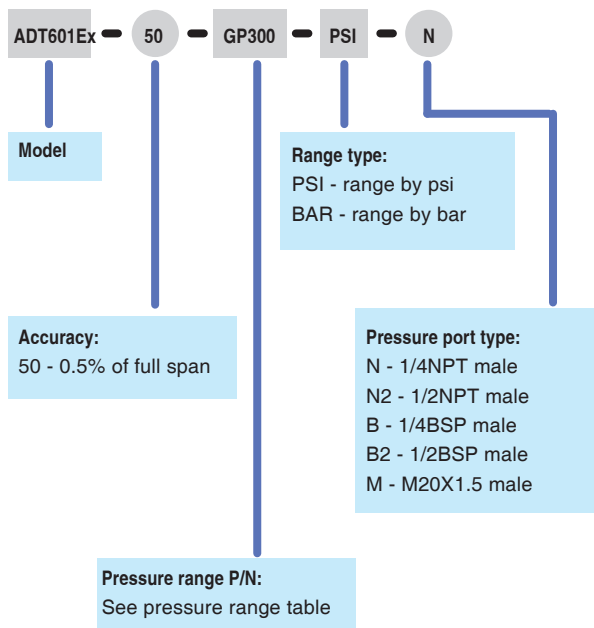 ADT601Ex 50 GP300 PSI N
Model
Range type:
PSI - range by psi
BAR - range by bar
Accuracy:
50 - 0.5% of full span
Pressure port type:
N - 1/4NPT male
N2 - 1/2NPT male
B - 1/4BSP male
B2 - 1/2BSP male
M - M20X1.5 male
Pressure range P/N:
See pressure range table